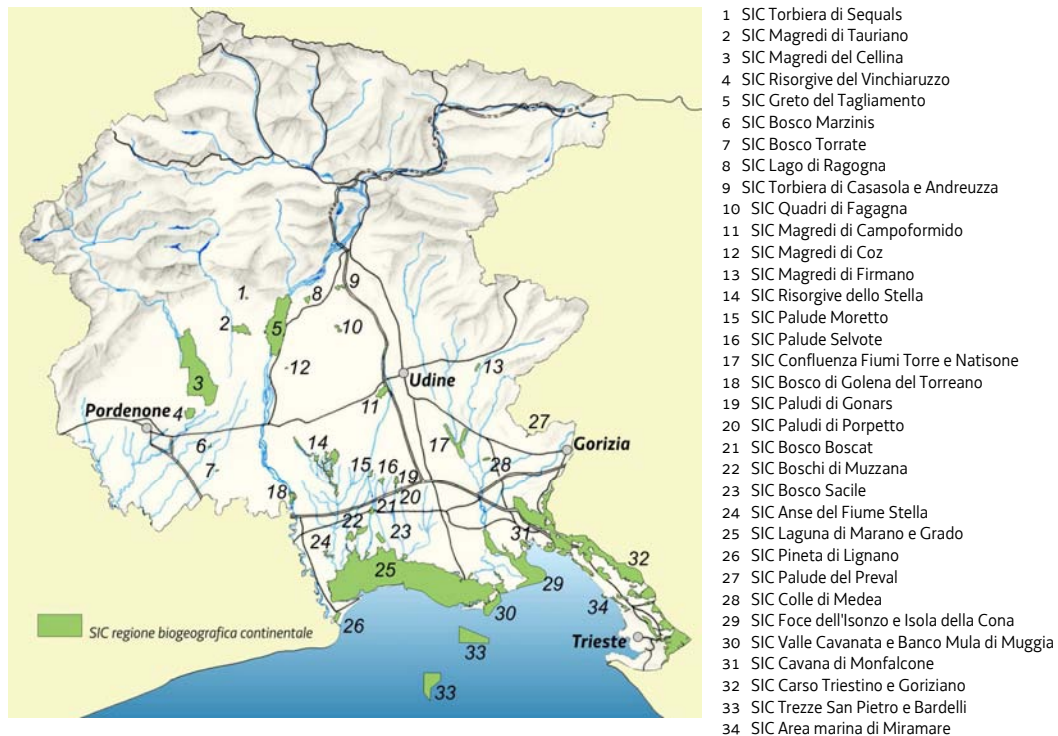 1 SIC Torbiera di Sequals
2 SIC Magredi di Tauriano
3 SIC Magredi del Cellina
4 SIC Risorgive del Vinchiaruzzo
5 SIC Greto del Tagliamento
6 SIC Bosco Marzinis
7 SIC Bosco Torrate
8 SIC Lago di Ragogna
9 SIC Torbiera di Casasola e Andreuzza
10 SIC Quadri di Fagagna
11 SIC Magredi di Campoformido
12 SIC Magredi di Coz
13 SIC Magredi di Firmano
14 SIC Risorgive dello Stella
15 SIC Palude Moretto
16 SIC Palude Selvote
17 SIC Confluenza Fiumi Torre e Natisone
18 SIC Bosco di Golena del Torreano
19 SIC Paludi di Gonars
20 SIC Paludi di Porpetto
21 SIC Bosco Boscat
22 SIC Boschi di Muzzana
23 SIC Bosco Sacile
24 SIC Anse del Fiume Stella
25 SIC Laguna di Marano e Grado
26 SIC Pineta di Lignano
27 SIC Palude del Preval
28 SIC Colle di Medea
29 SIC Foce dell'Isonzo e Isola della Cona
30 SIC Valle Cavanata e Banco Mula di Muggia
31 SIC Cavana di Monfalcone
32 SIC Carso Triestino e Goriziano
33 SIC Trezze San Pietro e Bardelli
34 SIC Area marina di Miramare
9
1
8
2
5
10
12
13
3
Udine
11
Pordenone
4
27
6
14
17
Gorizia
7
15
16
28
19
18
20
21
22
23
31
24
25
32
29
34
30
26
SIC regione biogeografica continentale
33
Trieste
33